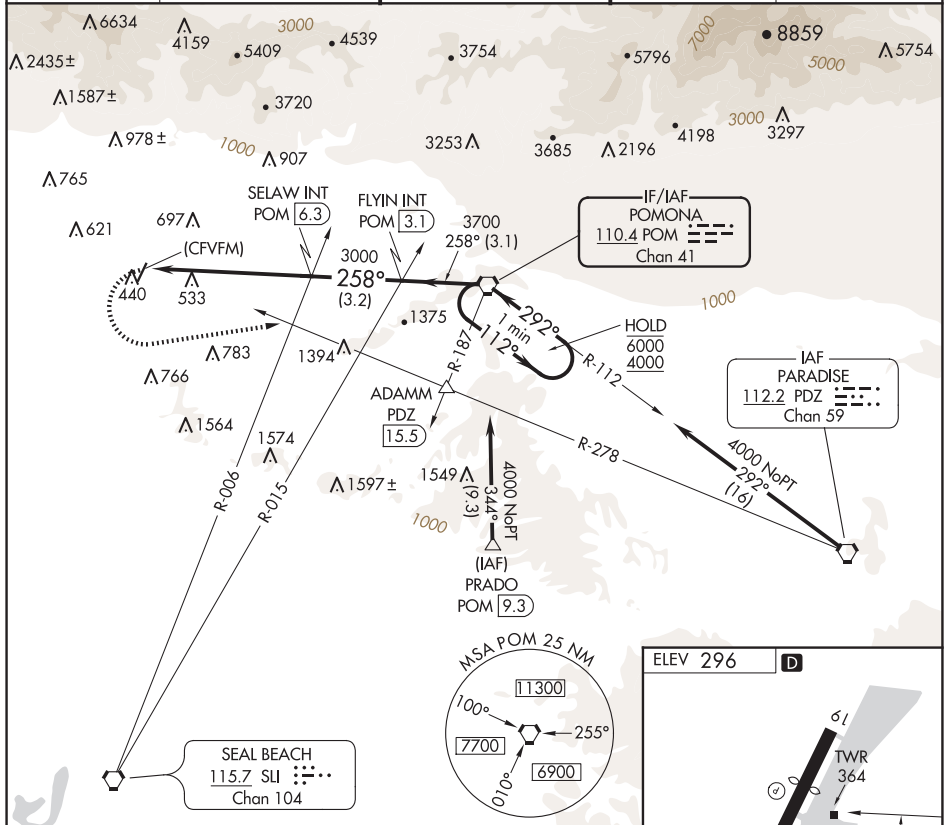 6634
4159
3000
5409
4539
3754
5796
7000
8859
5754
5000
2435±
1587±
3720
978±
1000
907
3253
3685
2196
4198
3000
3297
765
621
697
SELAW INT
POM 6.3
FLYIN INT
POM 3.1
3700
258° (3.1)
IF/IAF
POMONA
110.4 POM
Chan 41
(CFVFM)
3000
258°
(3.2)
440
533
1000
292°
1 min
112°
HOLD
6000
4000
1375
R-187
R-112
783
1394
766
ADAMM
PDZ
15.5
IAF
PARADISE
112.2 PDZ
Chan 59
1564
1574
R-278
4000 NoPT
292°
(16)
R-006
R-015
1597±
1549
4000 NoPT
344°
(9.3)
1000
(IAF)
PRADO
POM 9.3
MSA POM 25 NM
11300
100°
255°
7700
6900
010°
SEAL BEACH
115.7 SLI
Chan 104
ELEV 296
D
19
TWR
364
P